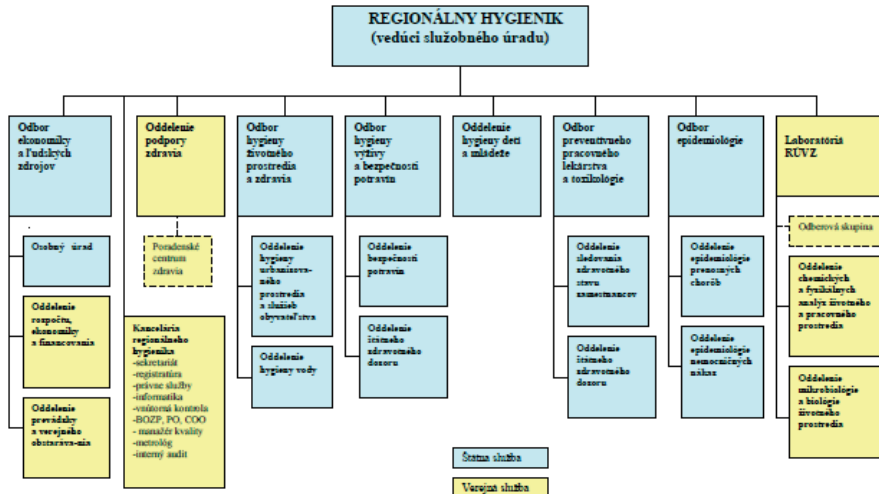 REGIONÁLNY HYGIENIK
(vedúci služobného úradu)
Odbor
ekonomiky
a ľudských
zdrojov
Oddelenie
podpory
zdravia
Odbor
hygieny
životného
prostredia
a zdravia
Odbor
hygieny
výživy
a bezpečnosti
potravín
Oddelenie
hygieny detí
a mládeže
Odbor
preventívneho
pracovného
lekárstva
a toxikológie
Odbor
epidemiológie
Laboratóriá
RÚVZ
Osobný úrad
Oddelenie
rozpočtu,
ekonomiky
a financovania
Oddelenie
prevádzky
a verejného
obstaráva-nia
Poradenské
centrum
zdravia
Kancelária
regionálneho
hygienika
-sekretariát
-registratúra
-právne služby
-informatika
-vnútorná kontrola
-BOZP, PO, COO
- manažér kvality
-metrológ
-interný audit
Oddelenie
hygieny
urbanizova-
ného
prostredia
a služieb
obyvateľstva
Oddelenie
hygieny vody
Oddelenie
bezpečnosti
potravín
Oddelenie
štátneho
zdravotného
dozoru
Oddelenie
sledovania
zdravotného
stavu
zamestnancov
Oddelenie
štátneho
zdravotného
dozoru
Oddelenie
epidemiológie
prenosných
chorôb
Oddelenie
epidemiológie
nemocničných
nákaz
Odberová skupina
Oddelenie
chemických
a fyzikálnych
analýz životného
a pracovného
prostredia
Oddelenie
mikrobiológie
a biológie
životného
prostredia
Štátna služba
Verejná služba